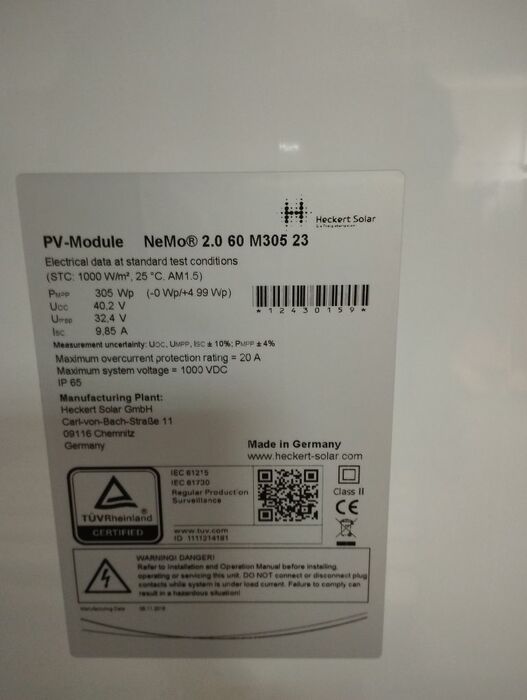 Heckert Solar
PV-Module NeMo® 2.0 60 M305 23
Electrical data at standard test conditions
(STC: 1000 W/m², 25 °C, AM1.5)
PMPP 305 Wp (-0 Wp/+4.99 Wp)
UOC 40,2 V
UMPP 32,4 V
ISC 9,85 A
*12430159*
Measurement uncertainty: UOC, UMPP, ISC ± 10%; PMPP ± 4%
Maximum overcurrent protection rating = 20 A
Maximum system voltage = 1000 VDC
IP 65
Manufacturing Plant:
Heckert Solar GmbH
Carl-von-Bach-Straße 11
09116 Chemnitz
Germany
Made in Germany
www.heckert-solar.com
TÜVRheinland®
CERTIFIED
IEC 61215
IEC 61730
Regular Production
Surveillance
www.tuv.com
ID 1111214181
Class II
CE
WARNING! DANGER!
Refer to Installation and Operation Manual before installing,
operating or servicing this unit. DO NOT connect or disconnect plug
contacts while system is under load current. Failure to comply can
result in a hazardous situation!
Manufacturing Date